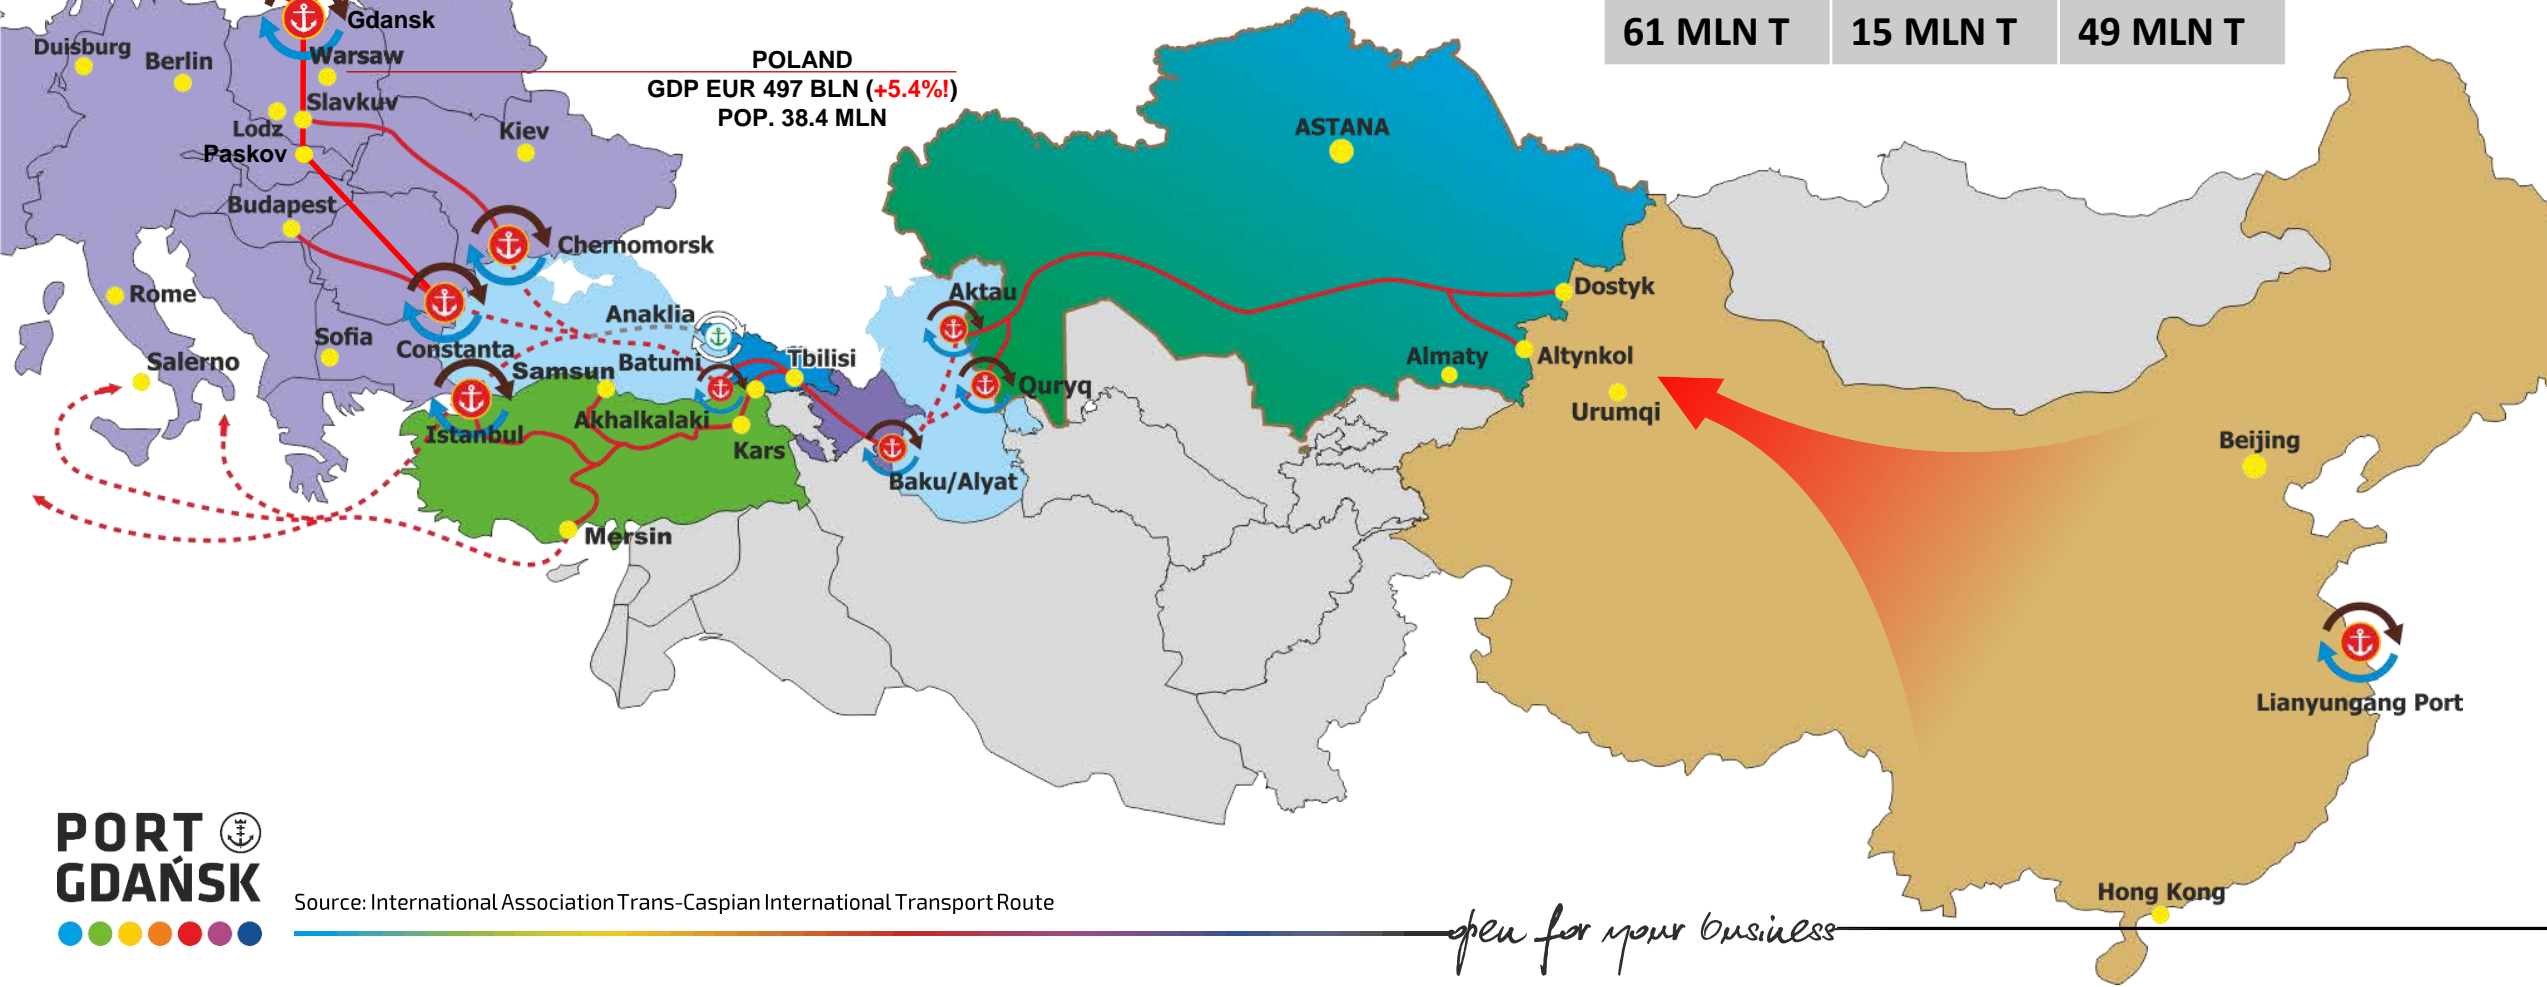 61 MLN T
15 MLN T
49 MLN T
Gdansk
Duisburg
Berlin
Warsaw
POLAND
GDP EUR 497 BLN (+5.4%!)
POP. 38.4 MLN
Slavkuv
Lodz
Paskov
Kiev
ASTANA
Budapest
Chernomorsk
Rome
Aktau
Dostyk
Anaklia
Sofia
Constanta
Salerno
Samsun
Batumi
Tbilisi
Almaty
Altynkol
Quryq
Urumqi
Akhalkalaki
Istanbul
Kars
Beijing
Baku/Alyat
Mersin
Lianyungang Port
PORT
GDAŃSK
Hong Kong
Source: International Association Trans-Caspian International Transport Route
open for your business